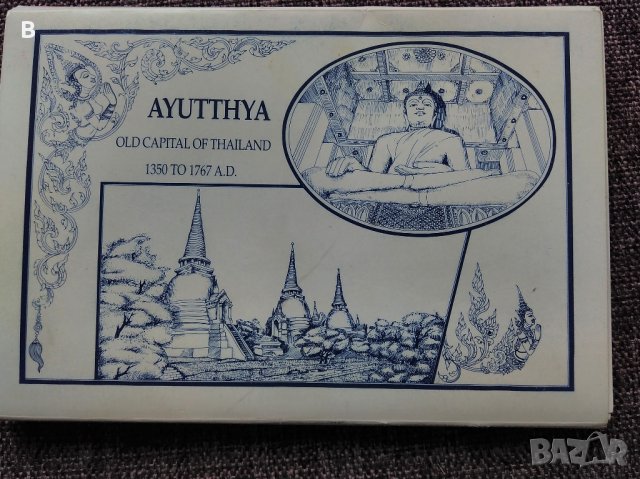 B
AYUTTHYA
OLD CAPITAL OF THAILAND
1350 TO 1767 A.D.
BAZAR